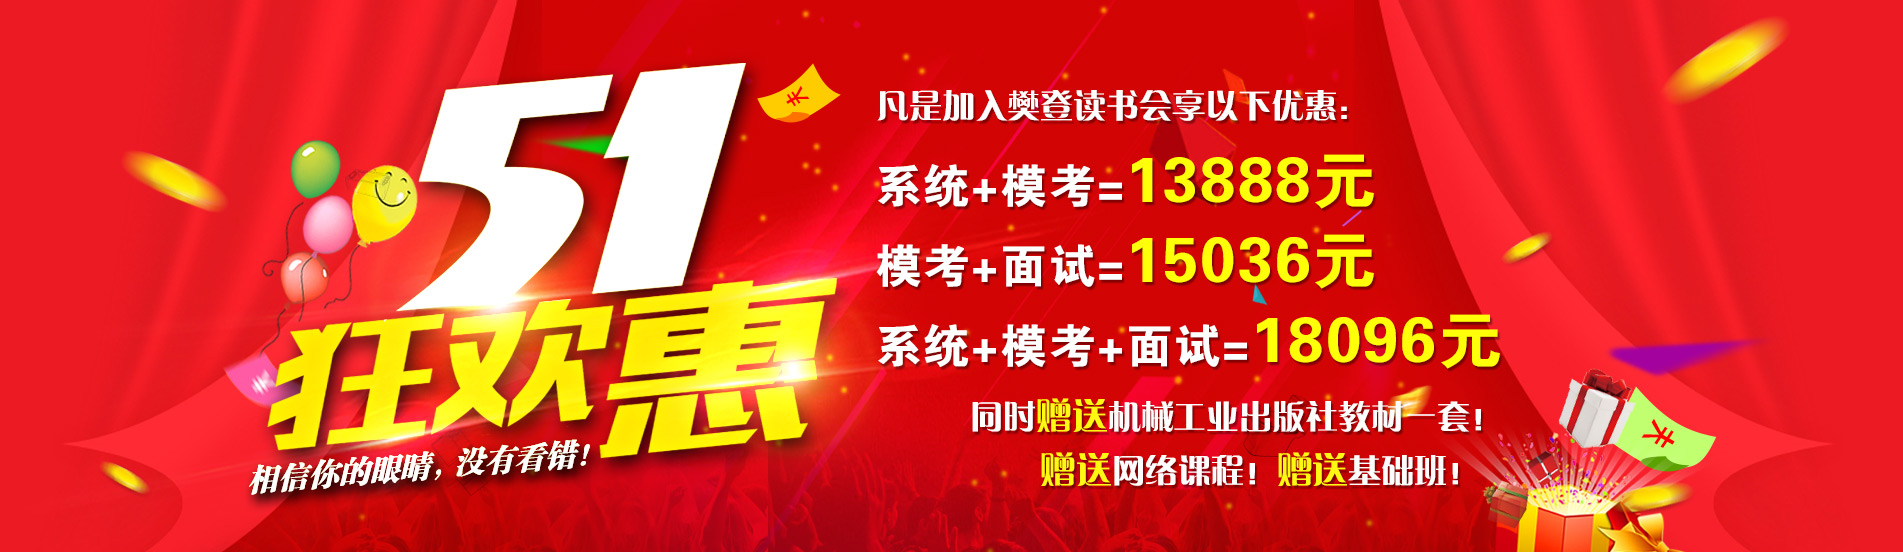 51
狂欢惠
相信你的眼睛，没有看错！
凡是加入樊登读书会享以下优惠：
系统+模考=13888元
模考+面试=15036元
系统+模考+面试=18096元
同时赠送机械工业出版社教材一套！
赠送网络课程！赠送基础班！